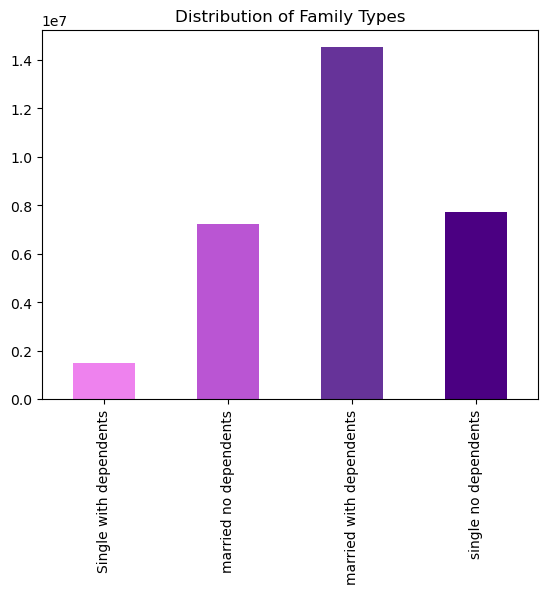 Distribution of Family Types
1e7
1.4
1.2
1.0
0.8
0.6
0.4
0.2
0.0
Single with dependents
married no dependents
married with dependents
single no dependents